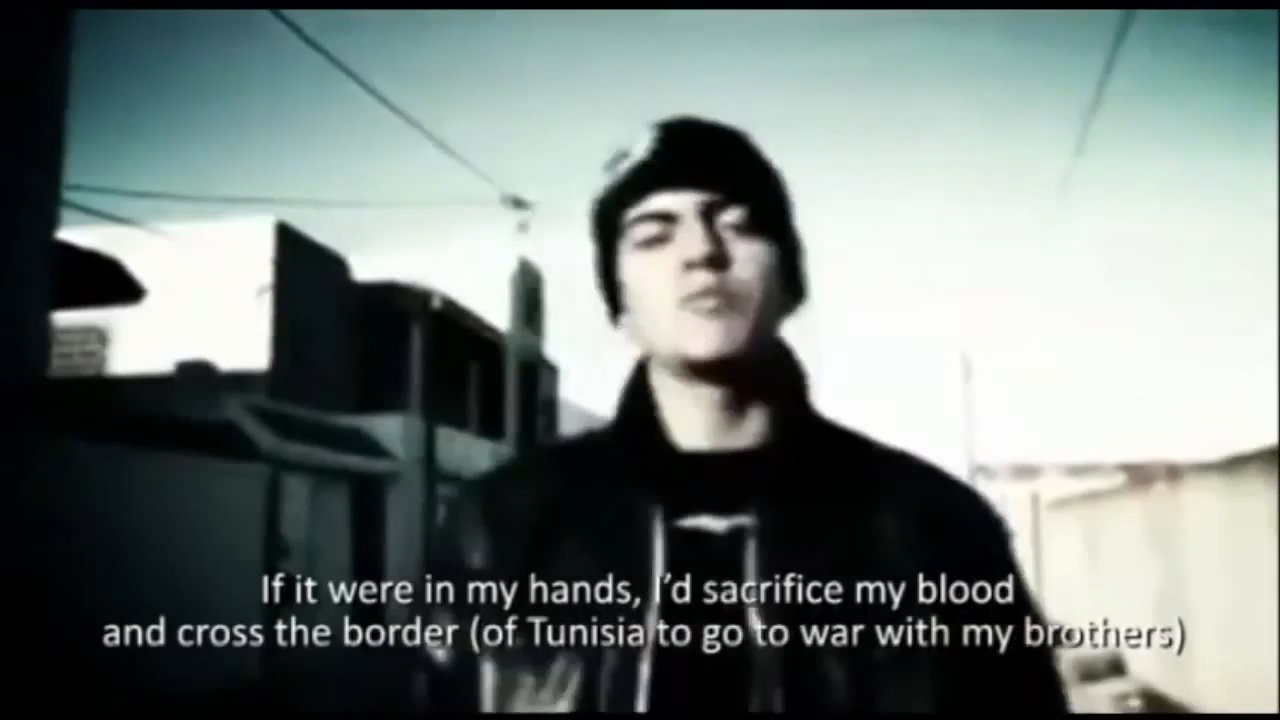 If it were in my hands, I'd sacrifice my blood
and cross the border (of Tunisia to go to war with my brothers)